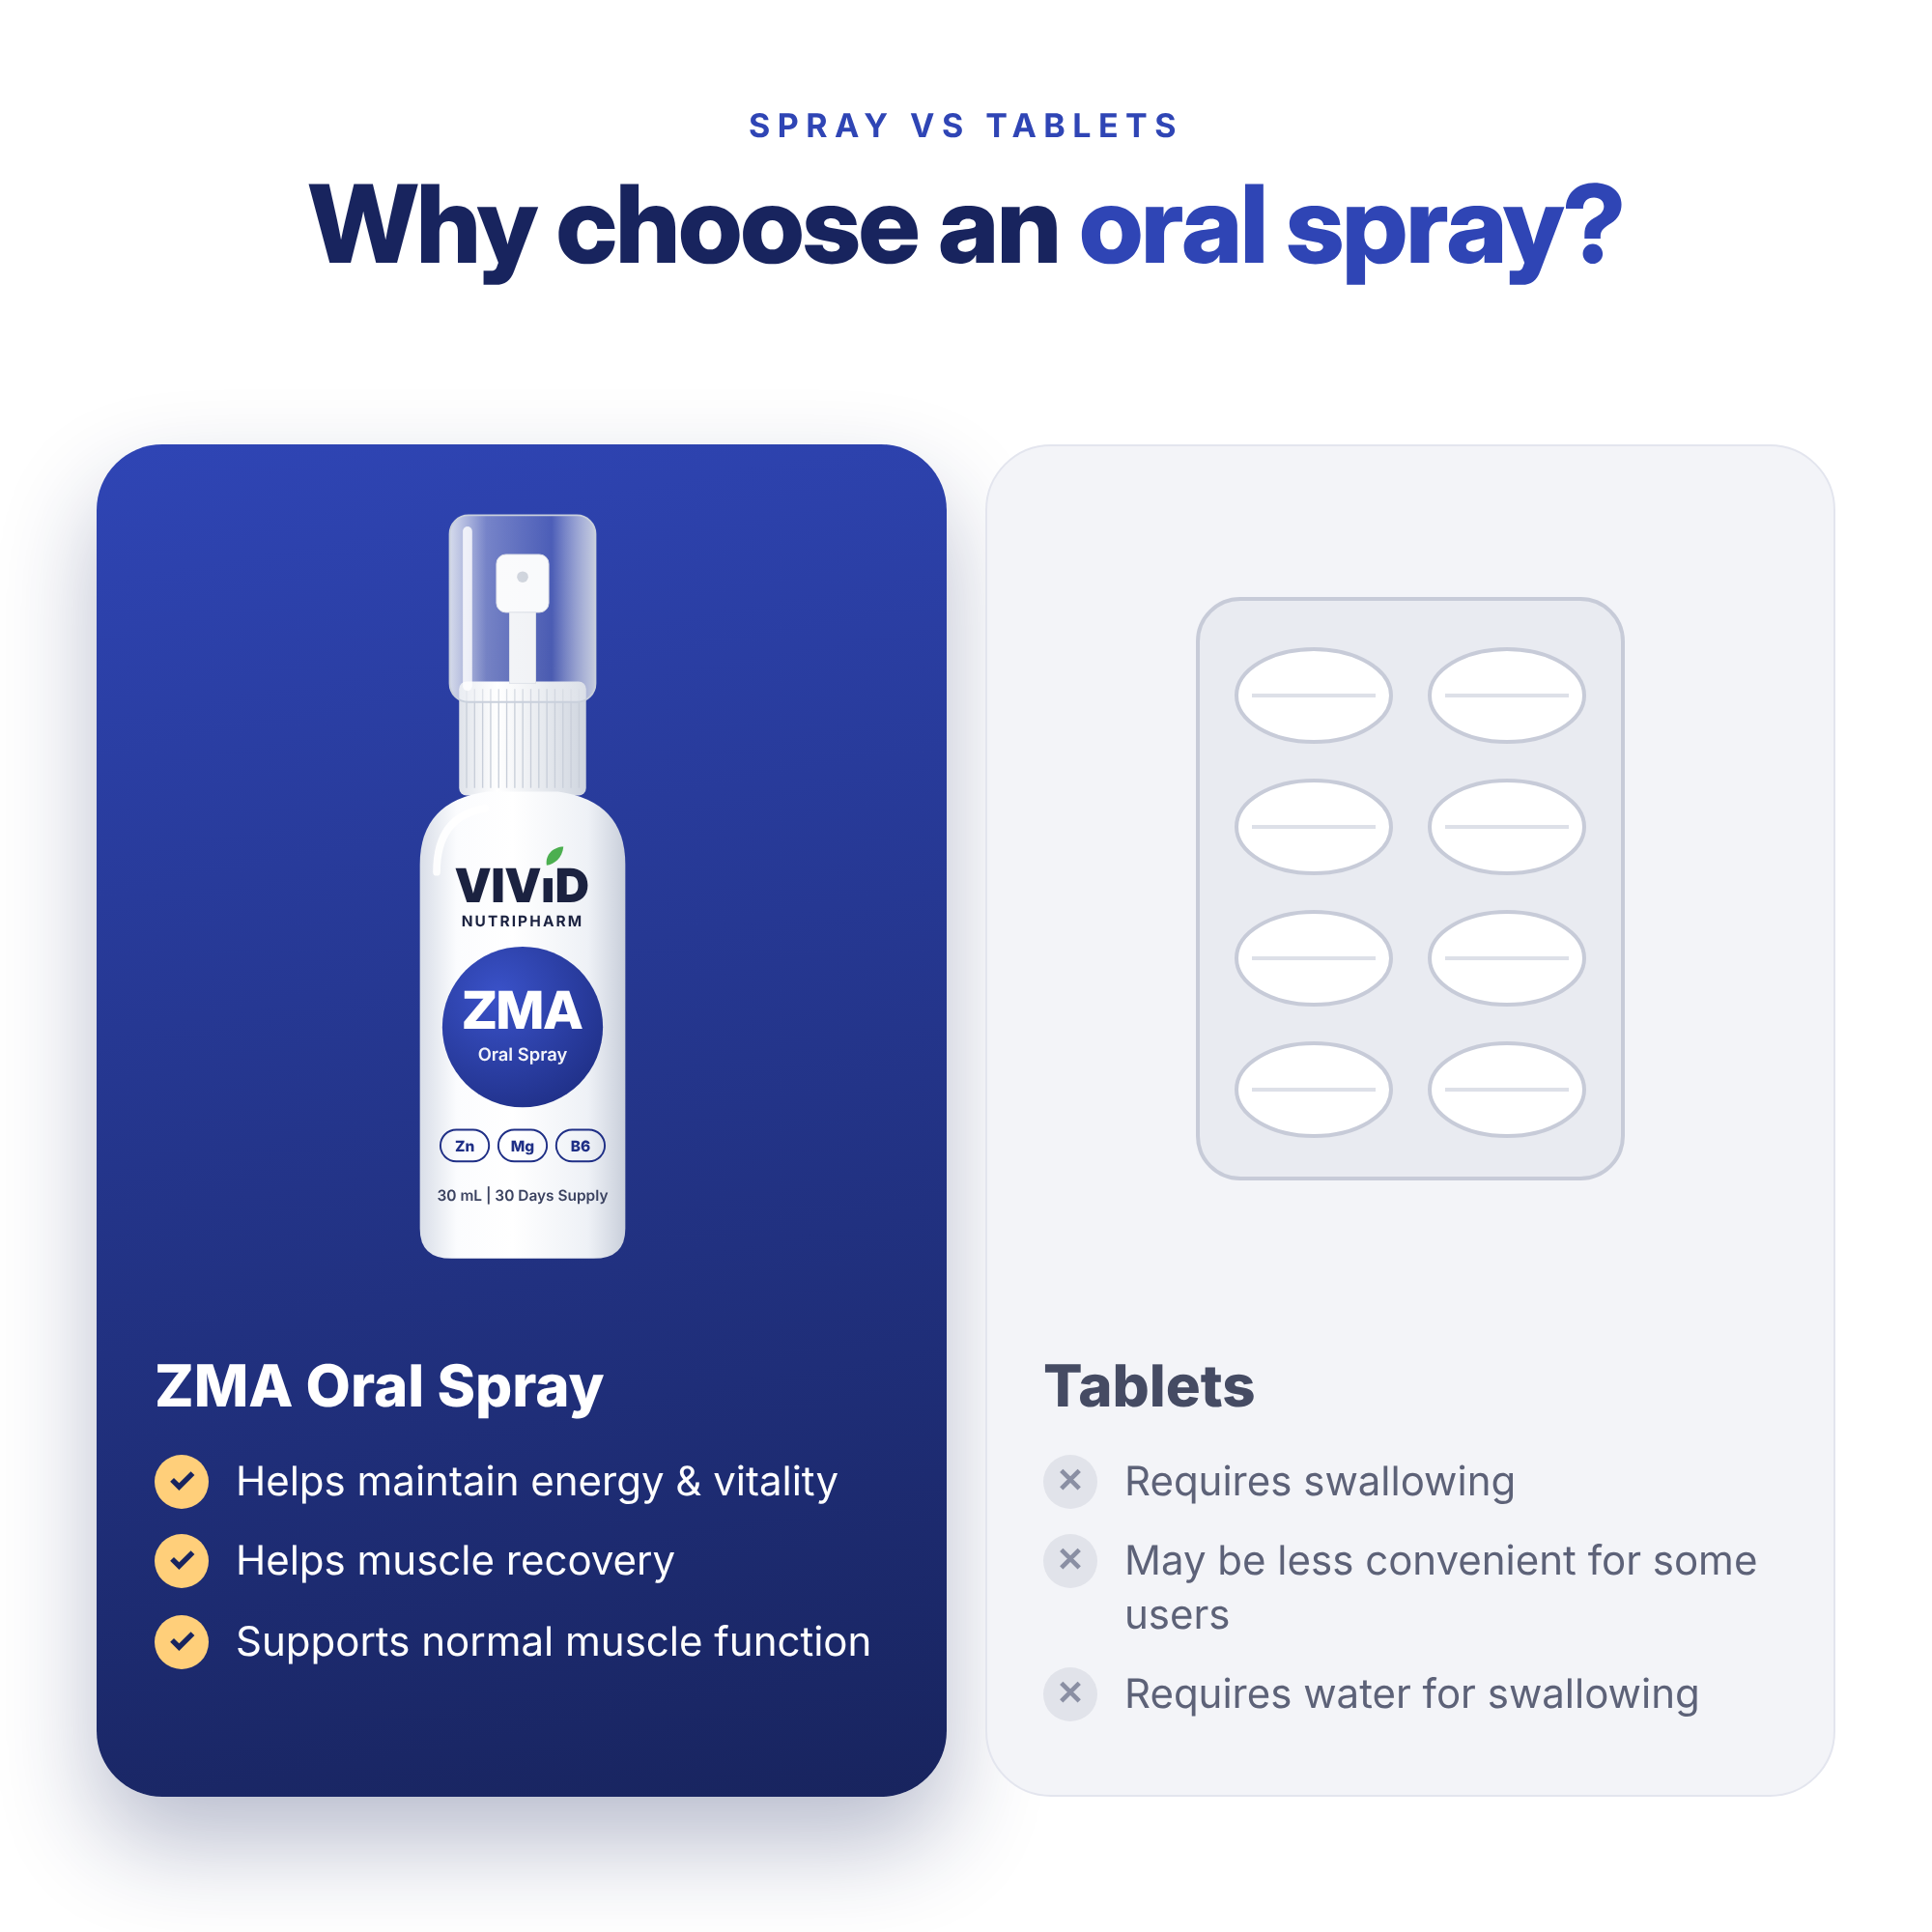 SPRAY VS TABLETS
Why choose an oral spray?
VIViD
NUTRIPHARM
ZMA
Oral Spray
Zn Mg B6
30 mL | 30 Days Supply
ZMA Oral Spray
Helps maintain energy & vitality
Helps muscle recovery
Supports normal muscle function
Tablets
Requires swallowing
May be less convenient for some
users
Requires water for swallowing